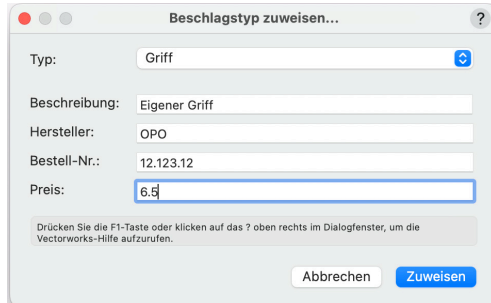 Beschlagstyp zuweisen...
?
Typ: Griff
Beschreibung: Eigener Griff
Hersteller: OPO
Bestell-Nr.: 12.123.12
Preis: 6.5
Drücken Sie die F1-Taste oder klicken auf das ? oben rechts im Dialogfenster, um die
Vectorworks-Hilfe aufzurufen.
Abbrechen Zuweisen